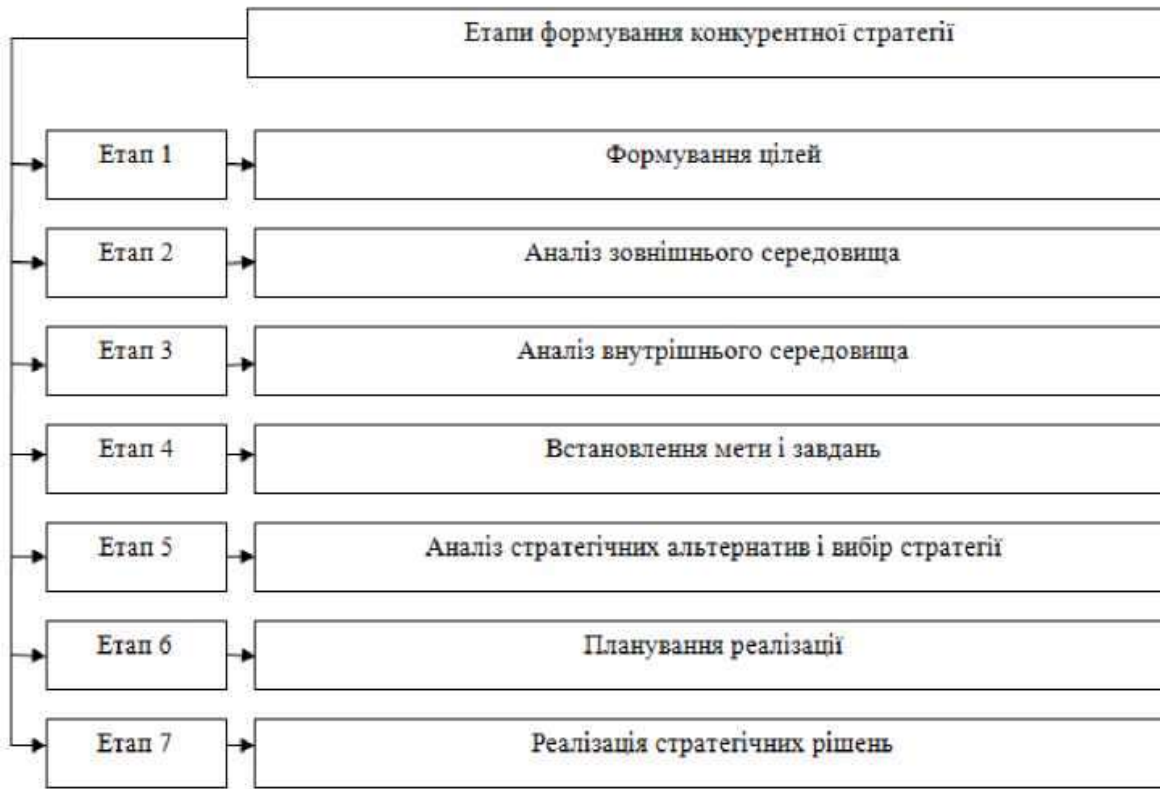 Етапи формування конкурентної стратегії
Етап 1
Формування цілей
Етап 2
Аналіз зовнішнього середовища
Етап 3
Аналіз внутрішнього середовища
Етап 4
Встановлення мети і завдань
Етап 5
Аналіз стратегічних альтернатив і вибір стратегії
Етап 6
Планування реалізації
Етап 7
Реалізація стратегічних рішень